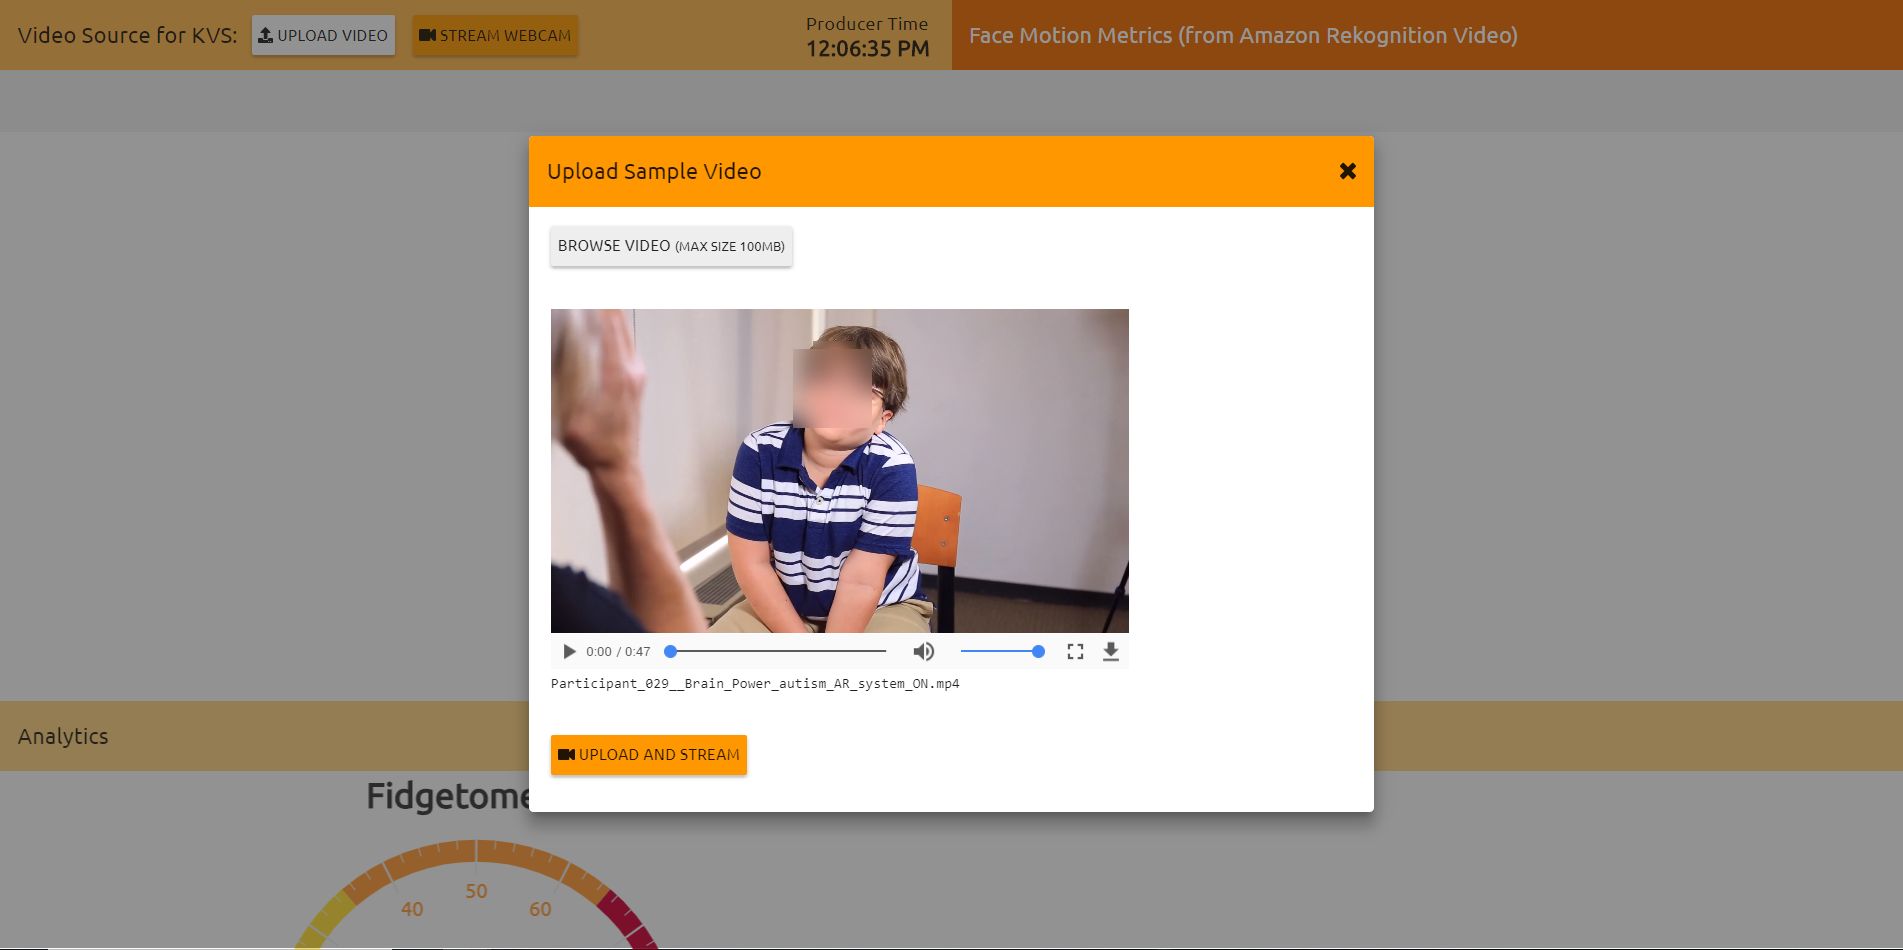 Video Source for KVS: UPLOAD VIDEO STREAM WEBCAM
Producer Time
12:06:35 PM
Face Motion Metrics (from Amazon Rekognition Video)
Upload Sample Video
BROWSE VIDEO (MAX SIZE 100MB)
0:00 / 0:47
Participant_029__Brain_Power_autism_AR_system_ON.mp4
UPLOAD AND STREAM
Analytics
Fidgetome
50
40 60